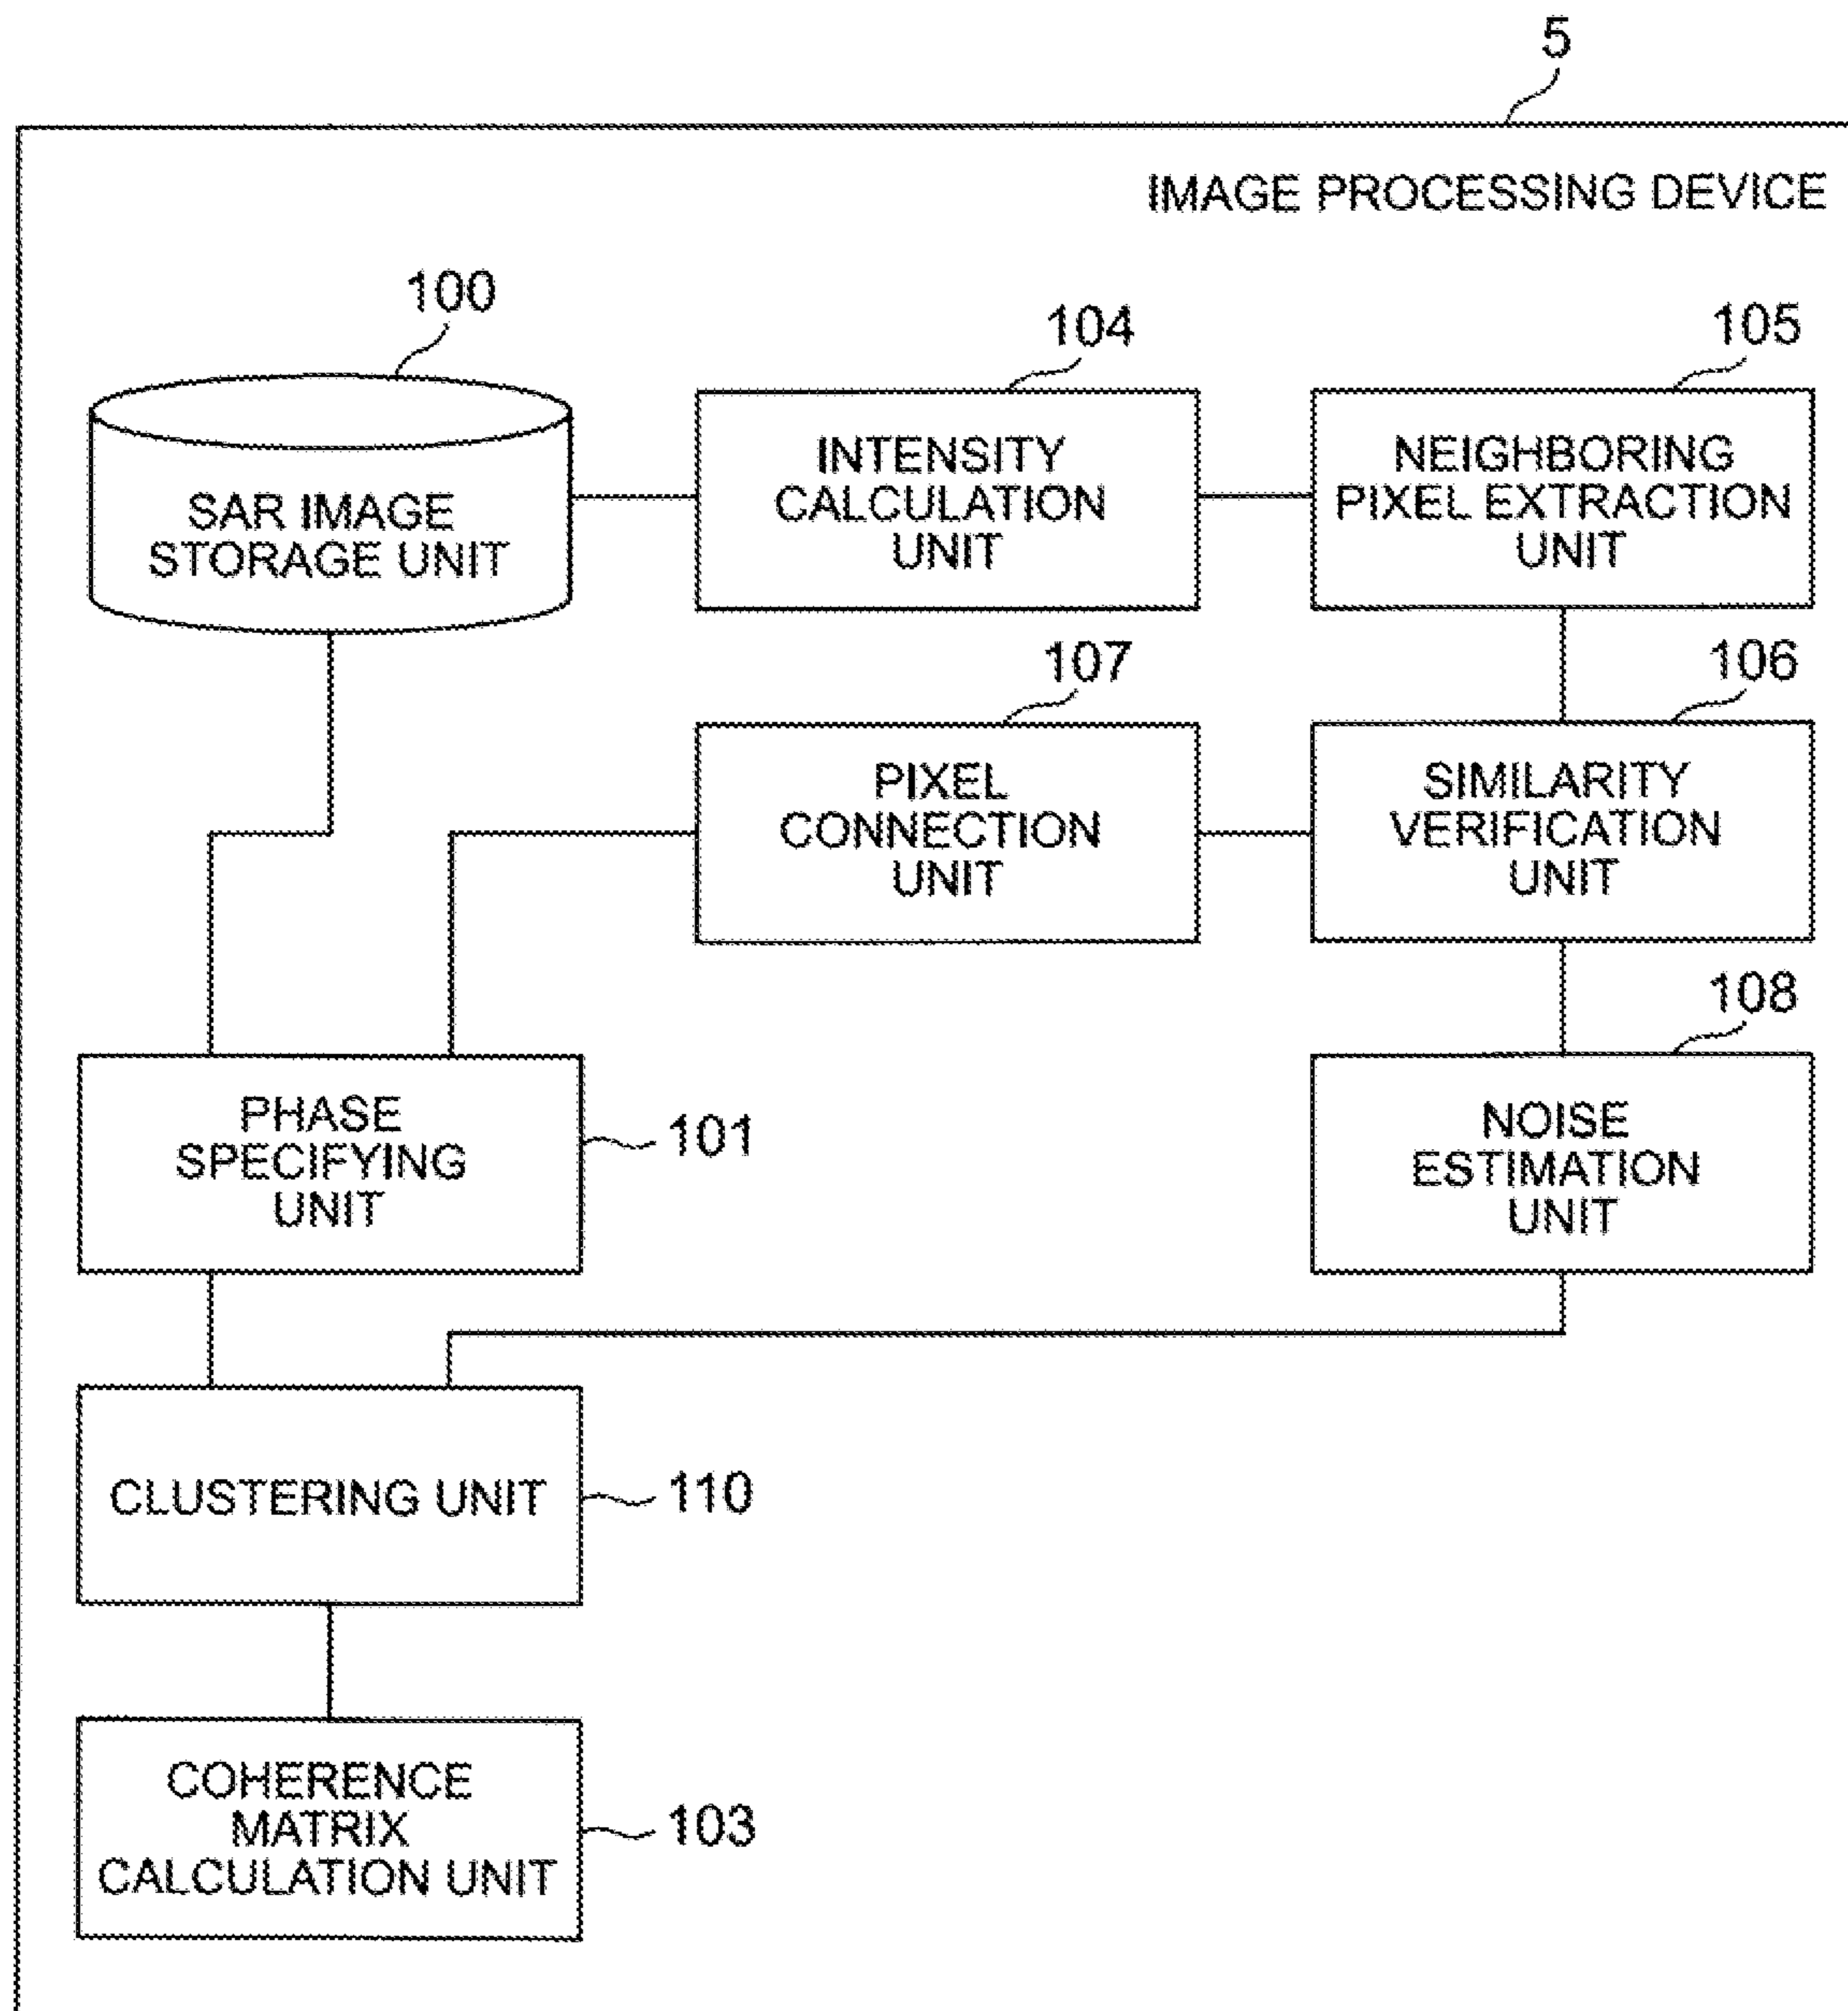 5
IMAGE PROCESSING DEVICE
100
SAR IMAGE
STORAGE UNIT
104
INTENSITY
CALCULATION
UNIT
105
NEIGHBORING
PIXEL EXTRACTION
UNIT
107
PIXEL
CONNECTION
UNIT
106
SIMILARITY
VERIFICATION
UNIT
PHASE
SPECIFYING
UNIT
101
108
NOISE
ESTIMATION
UNIT
CLUSTERING UNIT
110
COHERENCE
MATRIX
CALCULATION UNIT
103